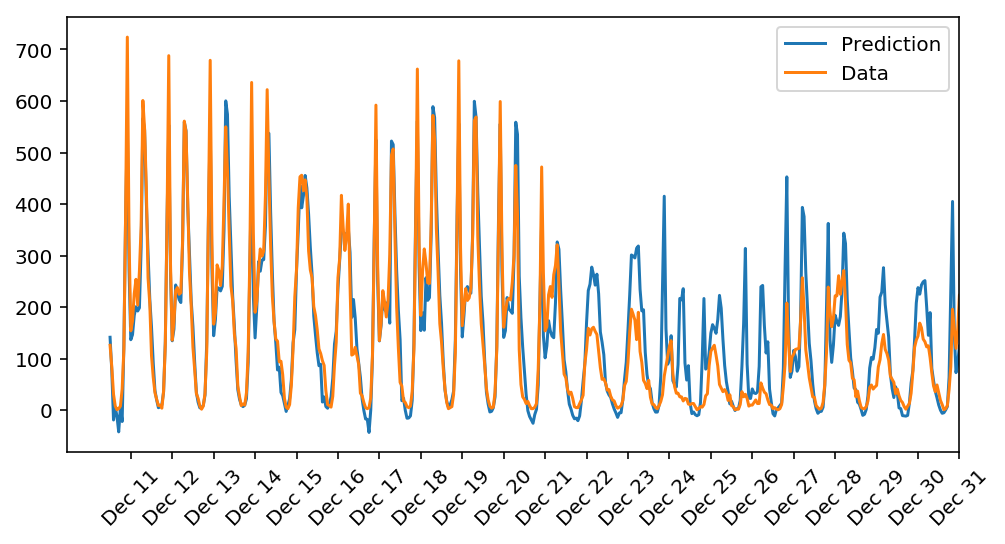 Prediction
Data
700
600
500
400
300
200
100
0
Dec 11
Dec 12
Dec 13
Dec 14
Dec 15
Dec 16
Dec 17
Dec 18
Dec 19
Dec 20
Dec 21
Dec 22
Dec 23
Dec 24
Dec 25
Dec 26
Dec 27
Dec 28
Dec 29
Dec 30
Dec 31